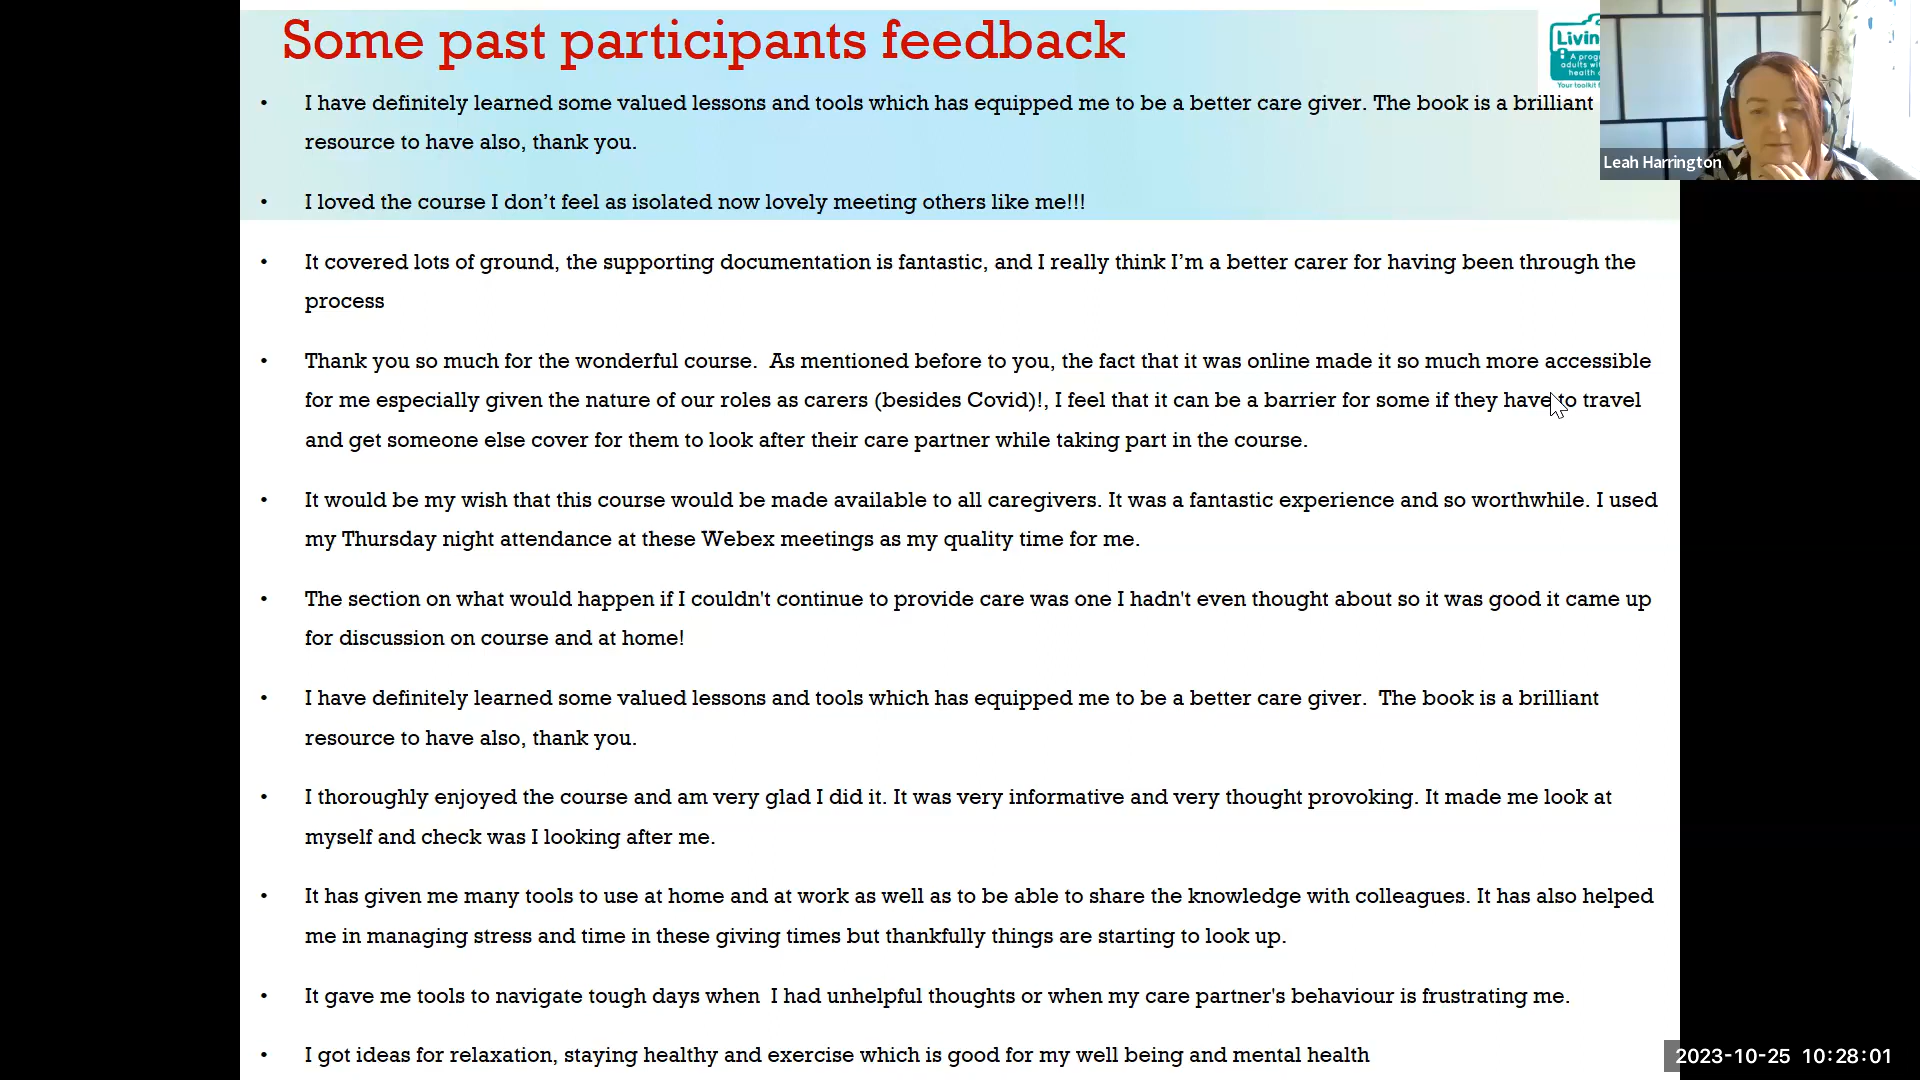 Some past participants feedback
Livin
A prog
adults wi
health
Your toolkit
• I have definitely learned some valued lessons and tools which has equipped me to be a better care giver. The book is a brilliant
resource to have also, thank you.
• I loved the course I don’t feel as isolated now lovely meeting others like me!!!
• It covered lots of ground, the supporting documentation is fantastic, and I really think I’m a better carer for having been through the
process
• Thank you so much for the wonderful course.  As mentioned before to you, the fact that it was online made it so much more accessible
for me especially given the nature of our roles as carers (besides Covid)!, I feel that it can be a barrier for some if they have to travel
and get someone else cover for them to look after their care partner while taking part in the course.
• It would be my wish that this course would be made available to all caregivers. It was a fantastic experience and so worthwhile. I used
my Thursday night attendance at these Webex meetings as my quality time for me.
• The section on what would happen if I couldn't continue to provide care was one I hadn't even thought about so it was good it came up
for discussion on course and at home!
• I have definitely learned some valued lessons and tools which has equipped me to be a better care giver.  The book is a brilliant
resource to have also, thank you.
• I thoroughly enjoyed the course and am very glad I did it. It was very informative and very thought provoking. It made me look at
myself and check was I looking after me.
• It has given me many tools to use at home and at work as well as to be able to share the knowledge with colleagues. It has also helped
me in managing stress and time in these giving times but thankfully things are starting to look up.
• It gave me tools to navigate tough days when  I had unhelpful thoughts or when my care partner's behaviour is frustrating me.
• I got ideas for relaxation, staying healthy and exercise which is good for my well being and mental health
Leah Harrington
2023-10-25 10:28:01